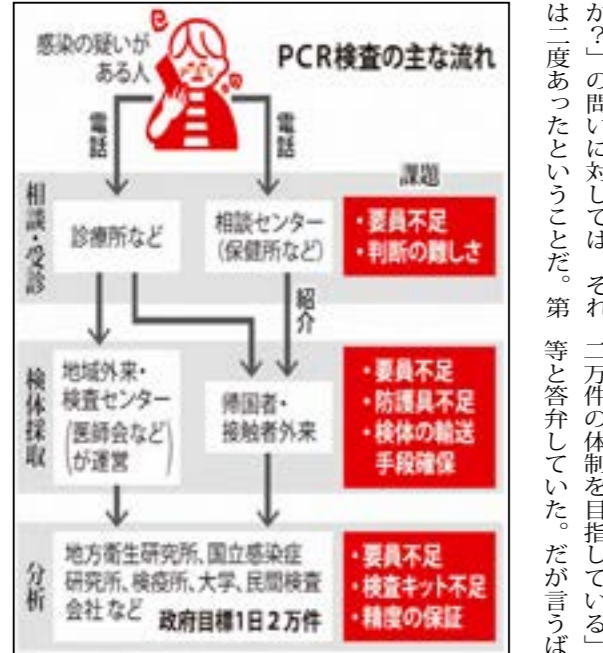 感染の疑いが
ある人
PCR検査の主な流れ
電話
電話
課題
相談・受診
診療所など
相談センター
(保健所など)
・要員不足
・判断の難しさ
紹介
検体採取
地域外来・
検査センター
(医師会など
が運営)
帰国者・
接触者外来
・要員不足
・防護具不足
・検体の輸送
手段確保
分析
地方衛生研究所、国立感染症
研究所、検疫所、大学、民間検査
会社など 政府目標1日2万件
・要員不足
・検査キット不足
・精度の保証
か?」の問いに対しては、それ
は二度あったということだ。第
二万件の体制を目指している」
等と答弁していた。だが言うば